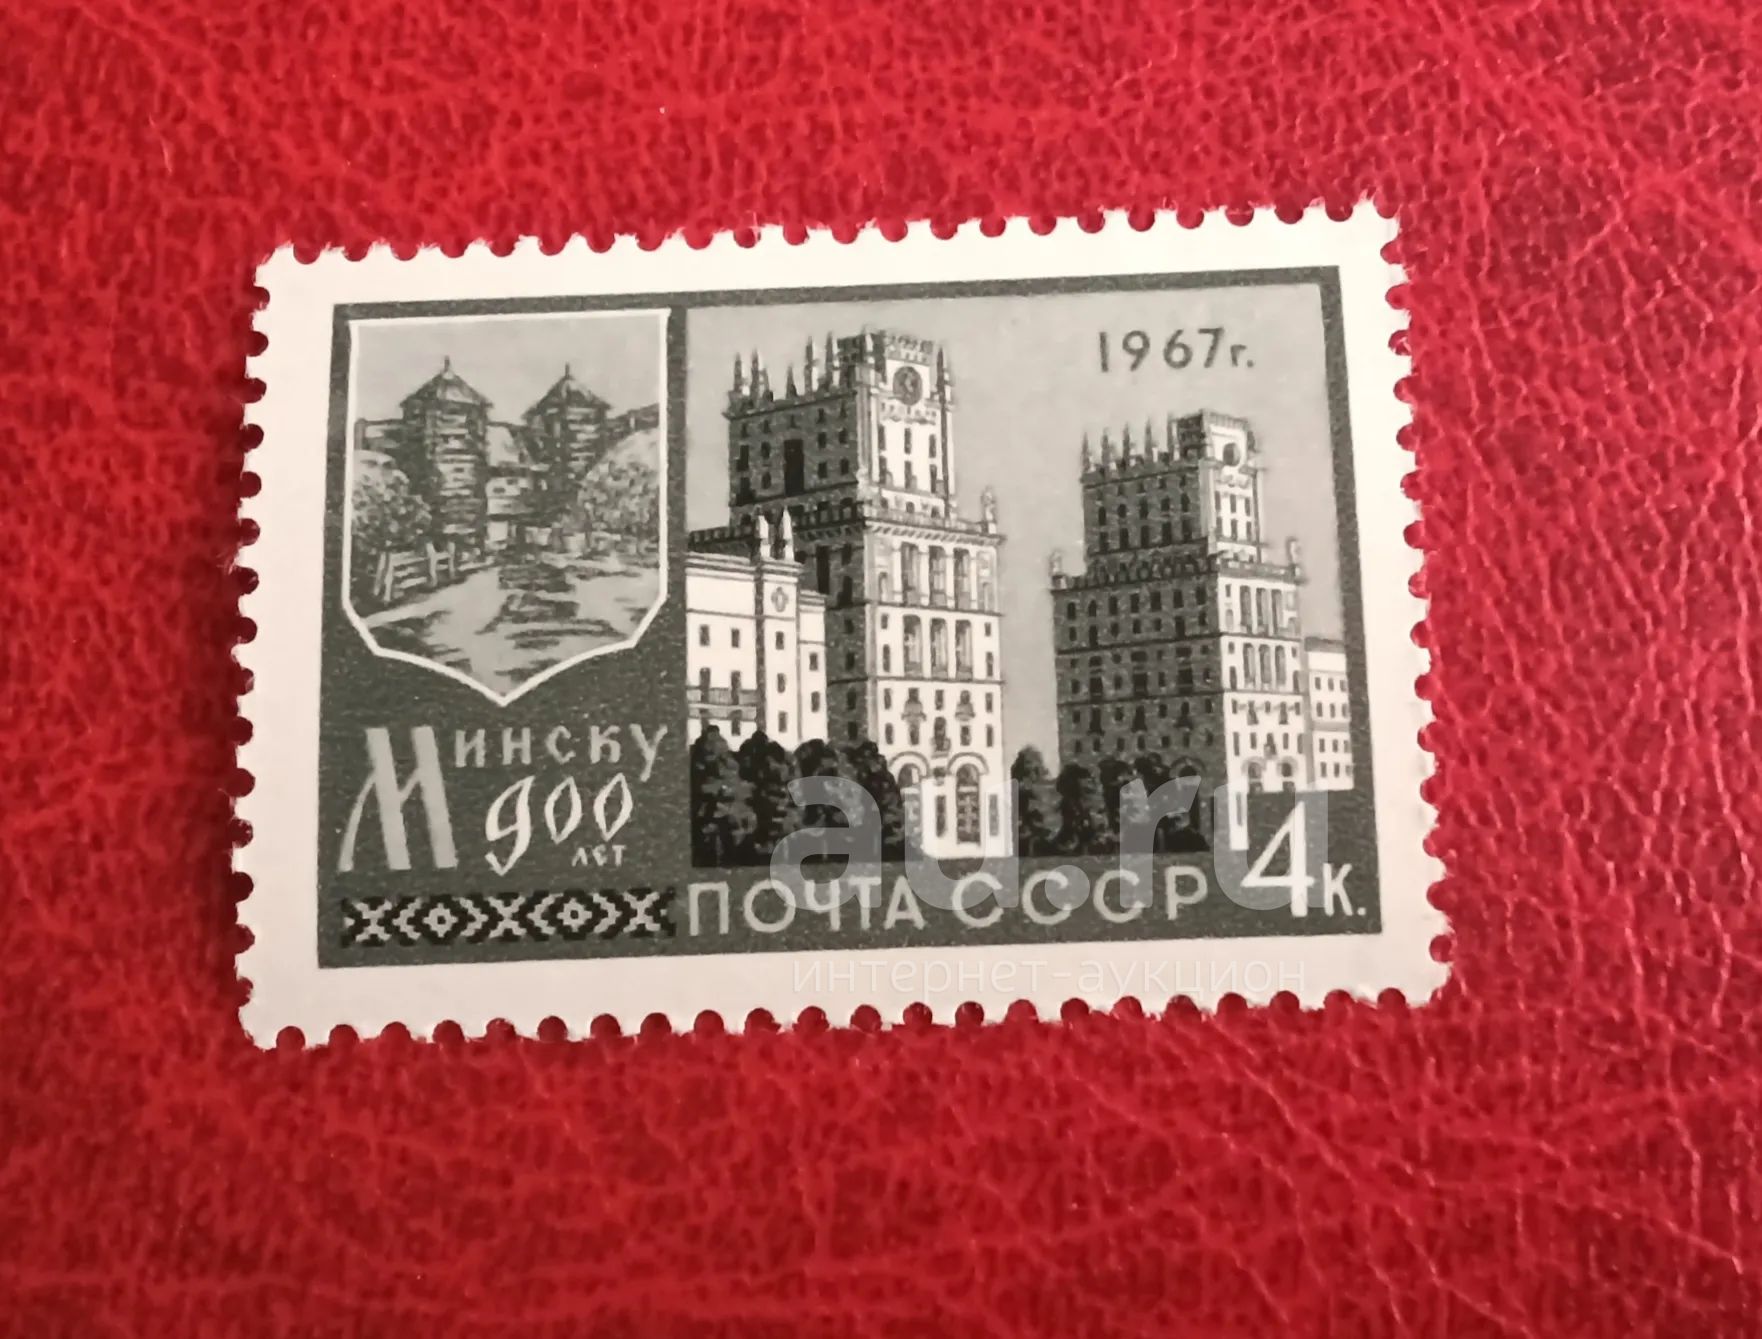 1967г.
Минску
900
лет
ПОЧТА СССР 4к.
au.ru
интернет-аукцион